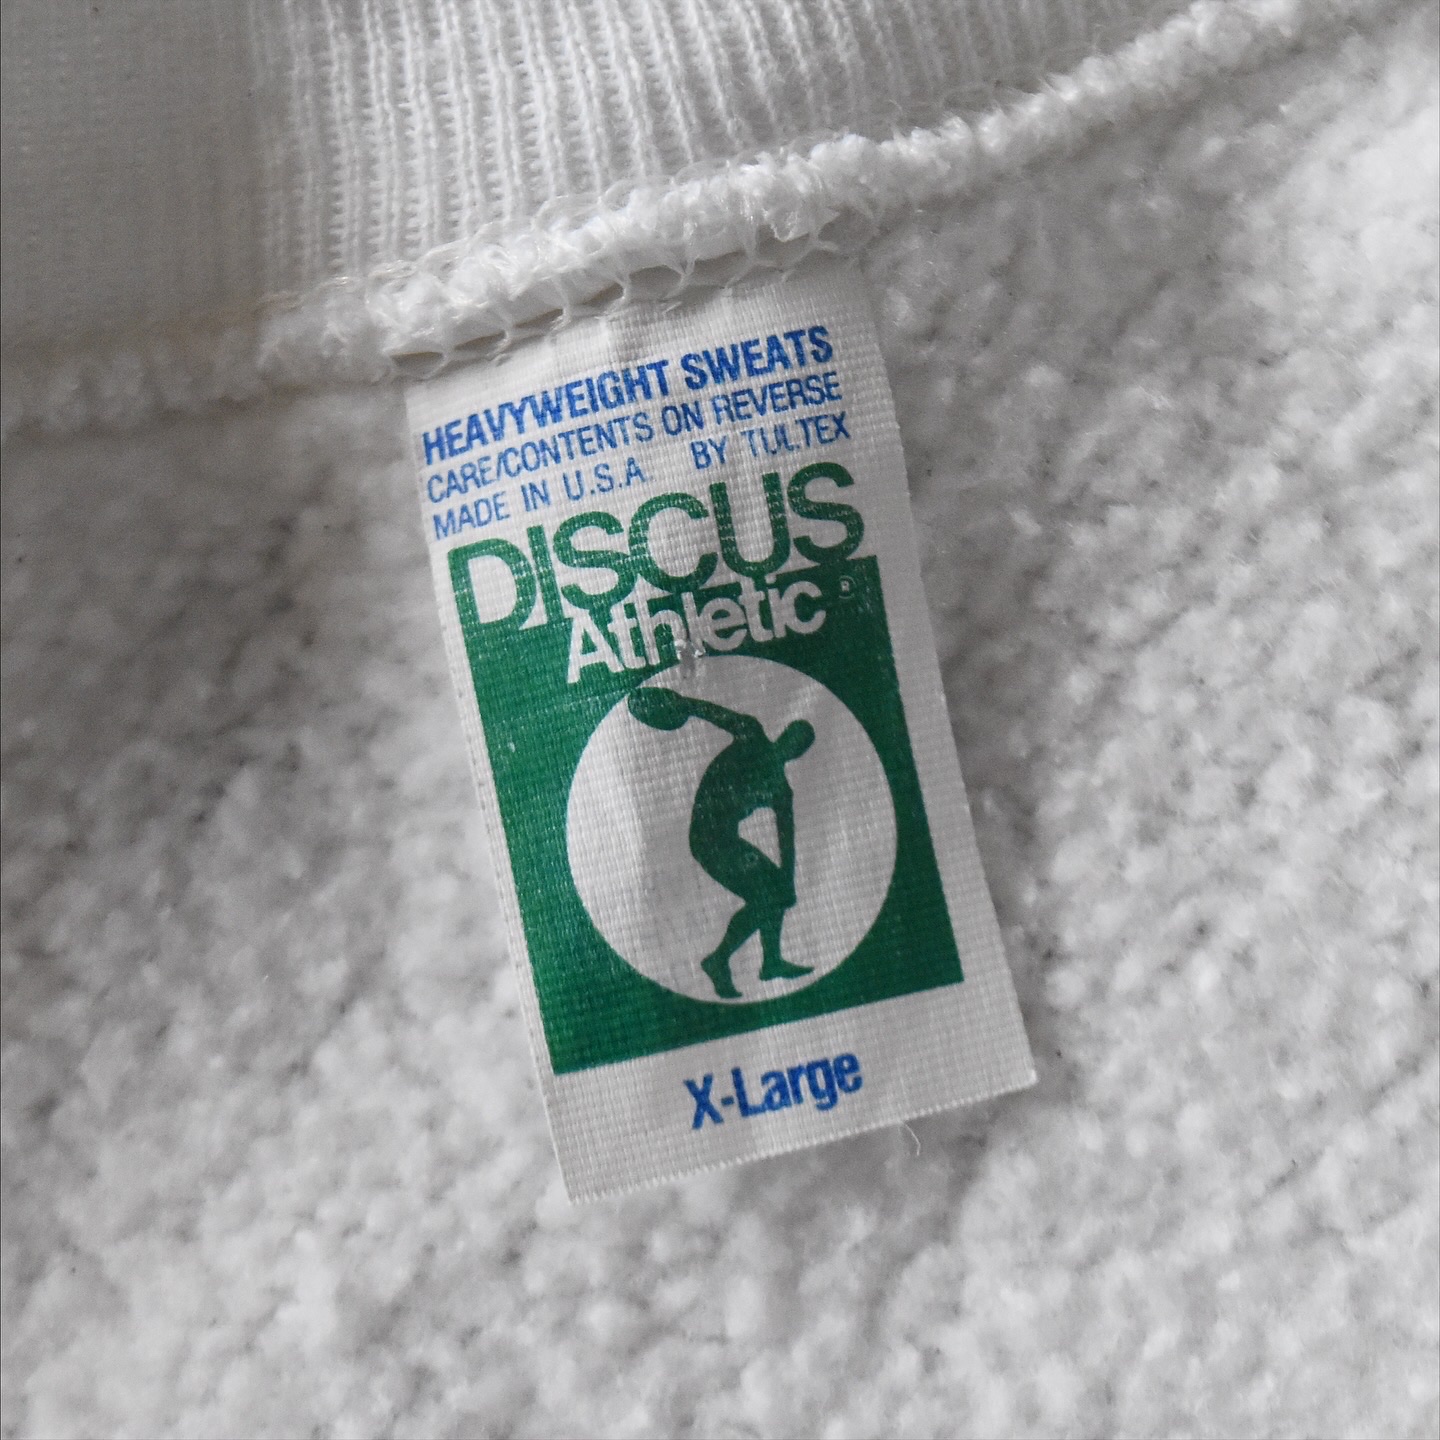 HEAVYWEIGHT SWEATS
CARE/CONTENTS ON REVERSE
MADE IN U.S.A. BY TULTEX
DISCUS
Athletic ®
X-Large